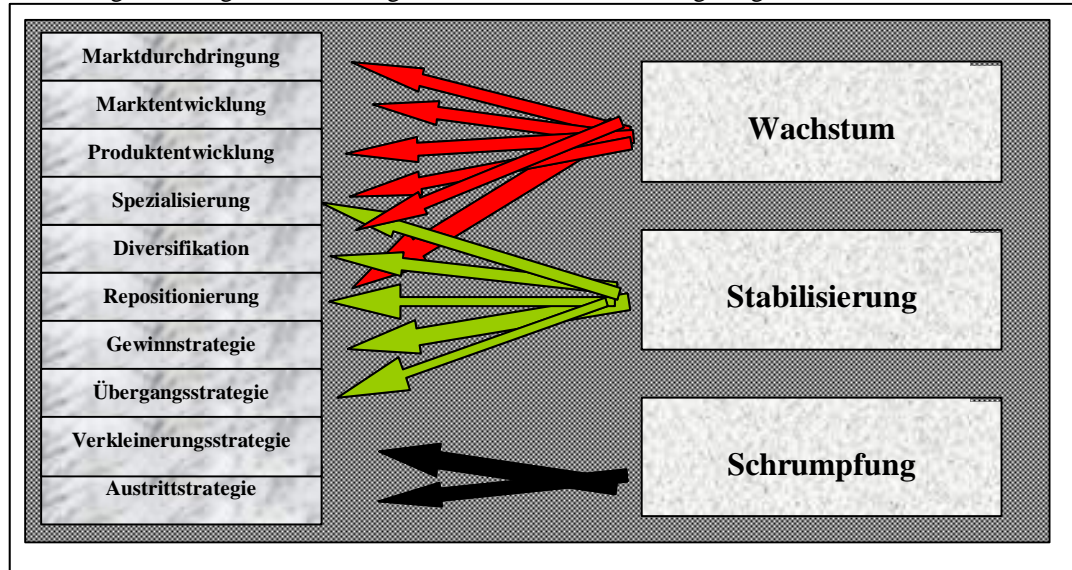 Marktdurchdringung
Marktentwicklung
Produktentwicklung
Spezialisierung
Diversifikation
Repositionierung
Gewinnstrategie
Übergangsstrategie
Verkleinerungsstrategie
Austrittstrategie
Wachstum
Stabilisierung
Schrumpfung